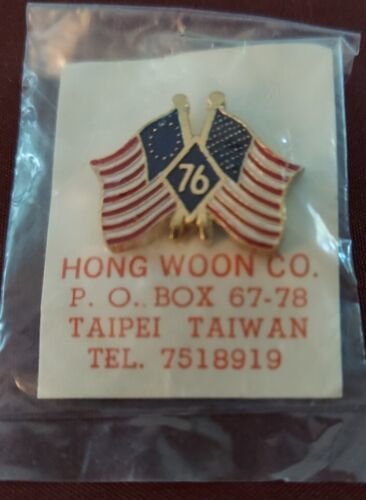 76
HONG WOON CO.
P. O. BOX 67-78
TAIPEI TAIWAN
TEL. 7518919